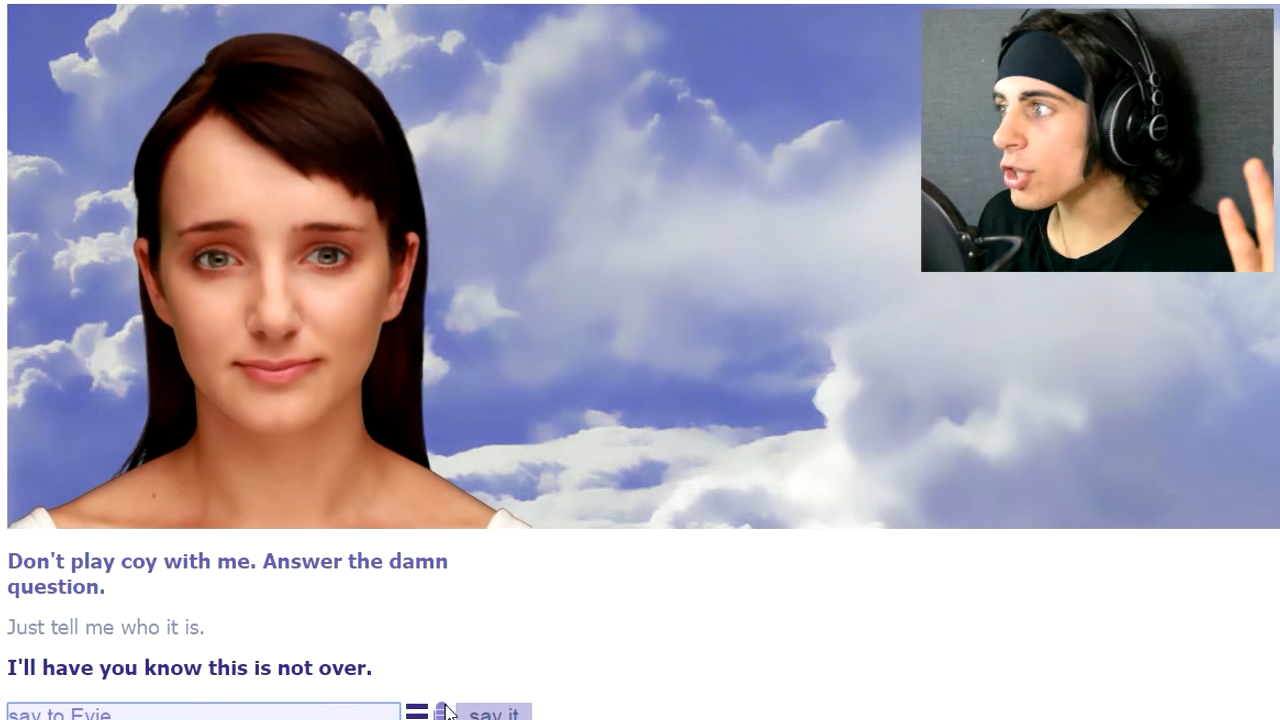 Don't play coy with me. Answer the damn
question.
Just tell me who it is.
I'll have you know this is not over.
say to Evie
say it